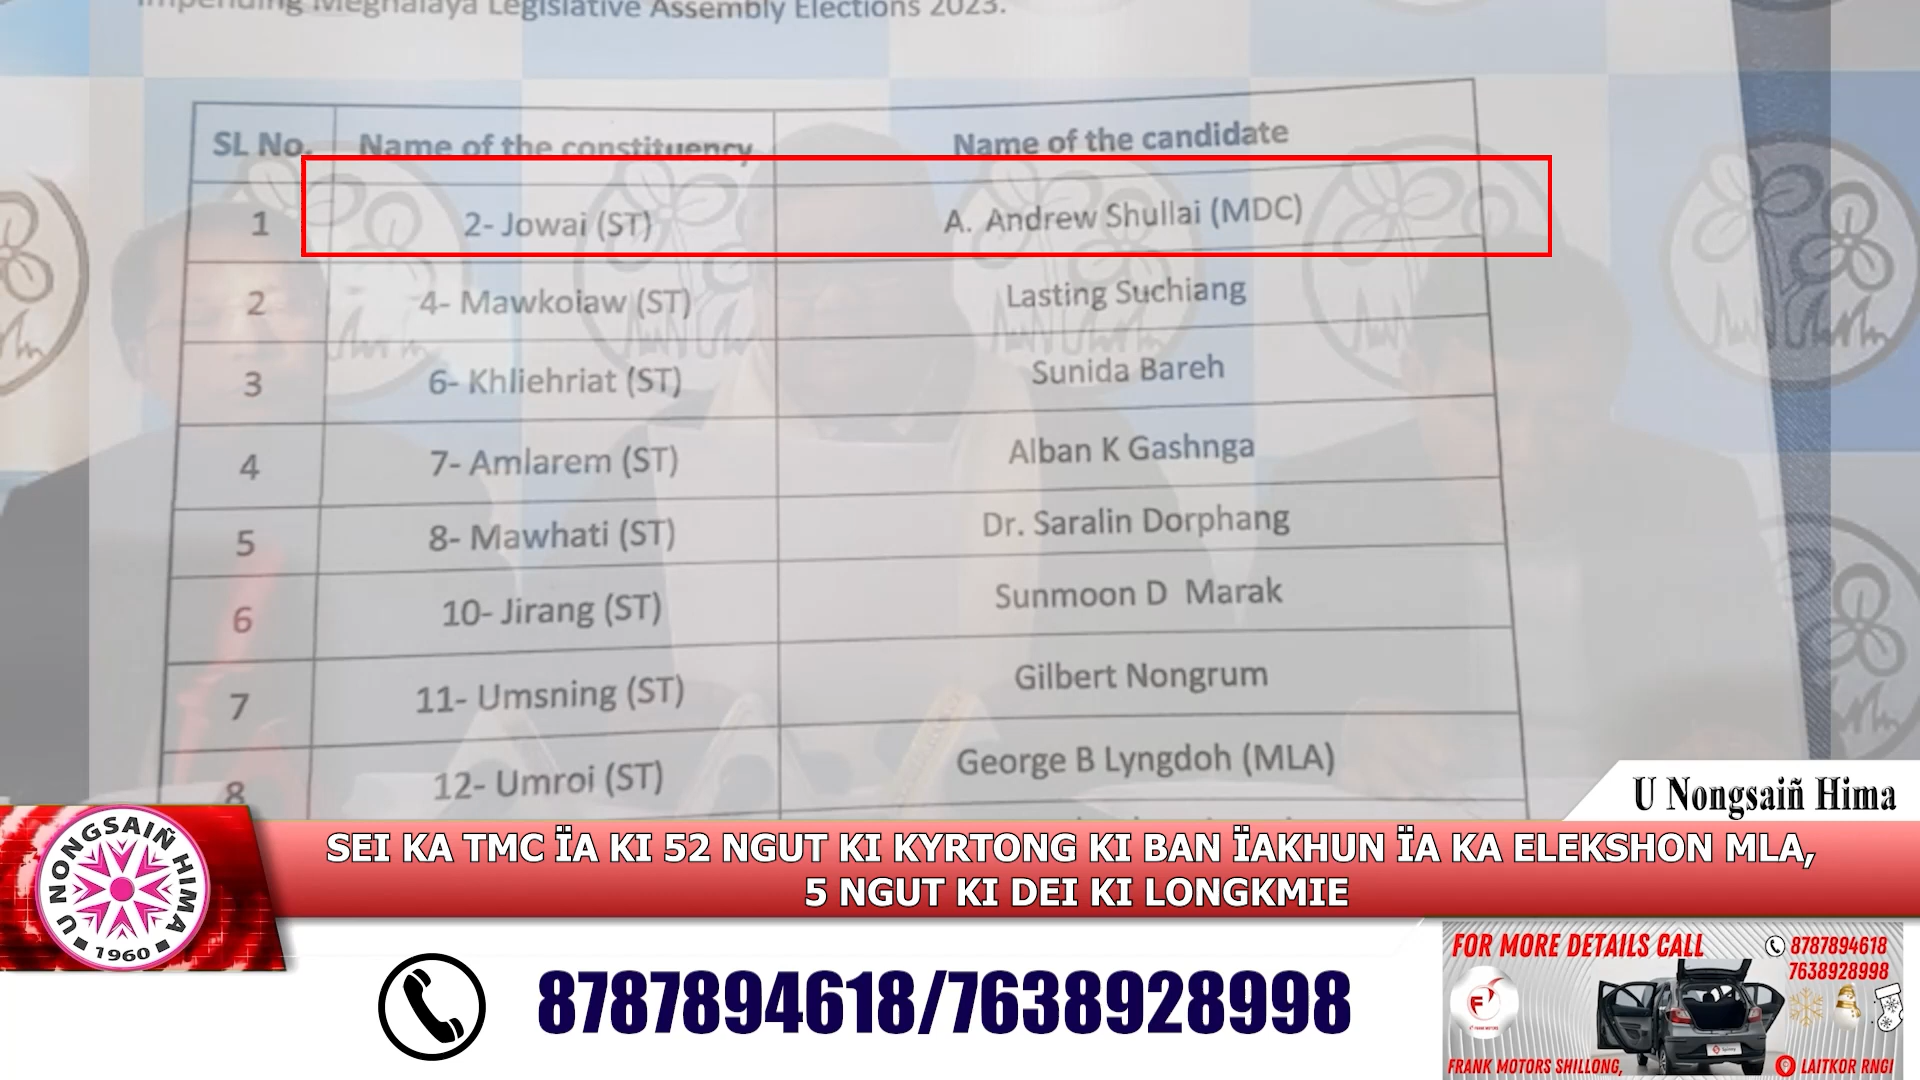 Impending Meghalaya Legislative Assembly Elections 2023.
SL No. Name of the constituency Name of the candidate
1 2- Jowai (ST) A. Andrew Shullai (MDC)
2 4- Mawkoiaw (ST) Lasting Suchiang
3 6- Khliehriat (ST) Sunida Bareh
4 7- Amlarem (ST) Alban K Gashnga
5 8- Mawhati (ST) Dr. Saralin Dorphang
6 10- Jirang (ST) Sunmoon D Marak
7 11- Umsning (ST) Gilbert Nongrum
8 12- Umroi (ST) George B Lyngdoh (MLA)
U Nongsaiñ Hima
SEI KA TMC ÏA KI 52 NGUT KI KYRTONG KI BAN ÏAKHUN ÏA KA ELEKSHON MLA,
5 NGUT KI DEI KI LONGKMIE
U NONGSAIÑ HIMA
1960
8787894618/7638928998
FOR MORE DETAILS CALL 8787894618
7638928998
FRANK MOTORS SHILLONG, LAITKOR RNGI